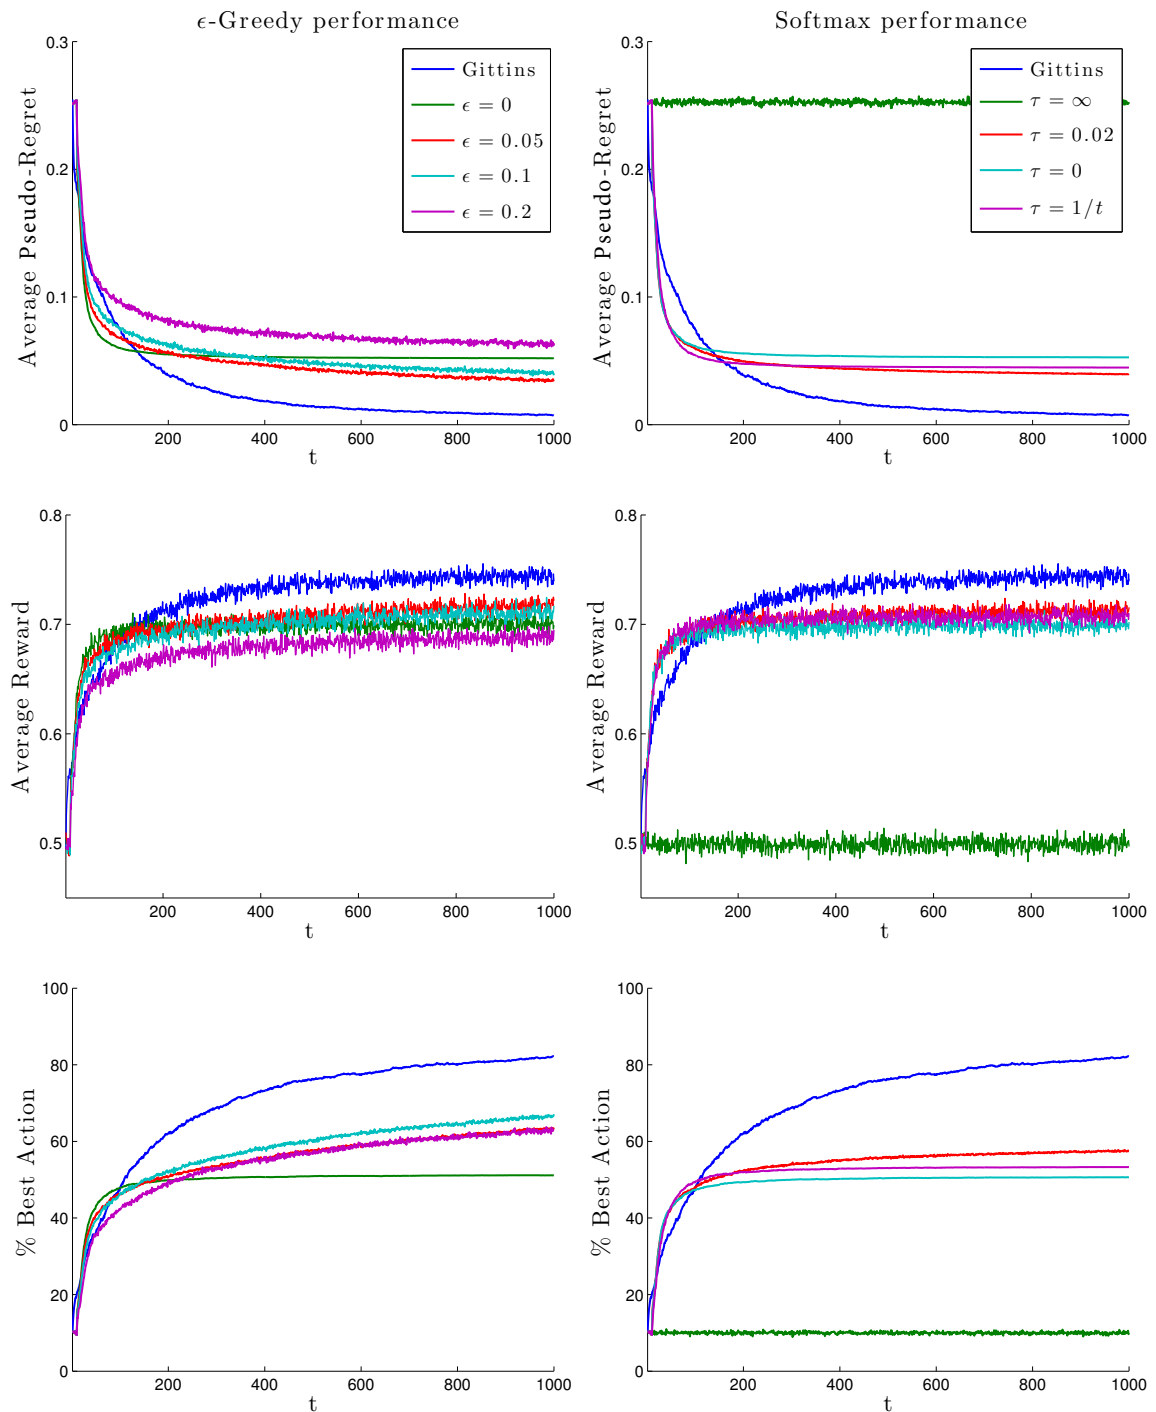 ϵ-Greedy performance
0.3
0.2
0.1
0
200
400
600
800
1000
t
Average Pseudo-Regret
Gittins
ϵ = 0
ϵ = 0.05
ϵ = 0.1
ϵ = 0.2
Softmax performance
0.3
0.2
0.1
0
200
400
600
800
1000
t
Average Pseudo-Regret
Gittins
τ = ∞
τ = 0.02
τ = 0
τ = 1/t
0.8
0.7
0.6
0.5
200
400
600
800
1000
t
Average Reward
0.8
0.7
0.6
0.5
200
400
600
800
1000
t
Average Reward
100
80
60
40
20
0
200
400
600
800
1000
t
% Best Action
100
80
60
40
20
0
200
400
600
800
1000
t
% Best Action